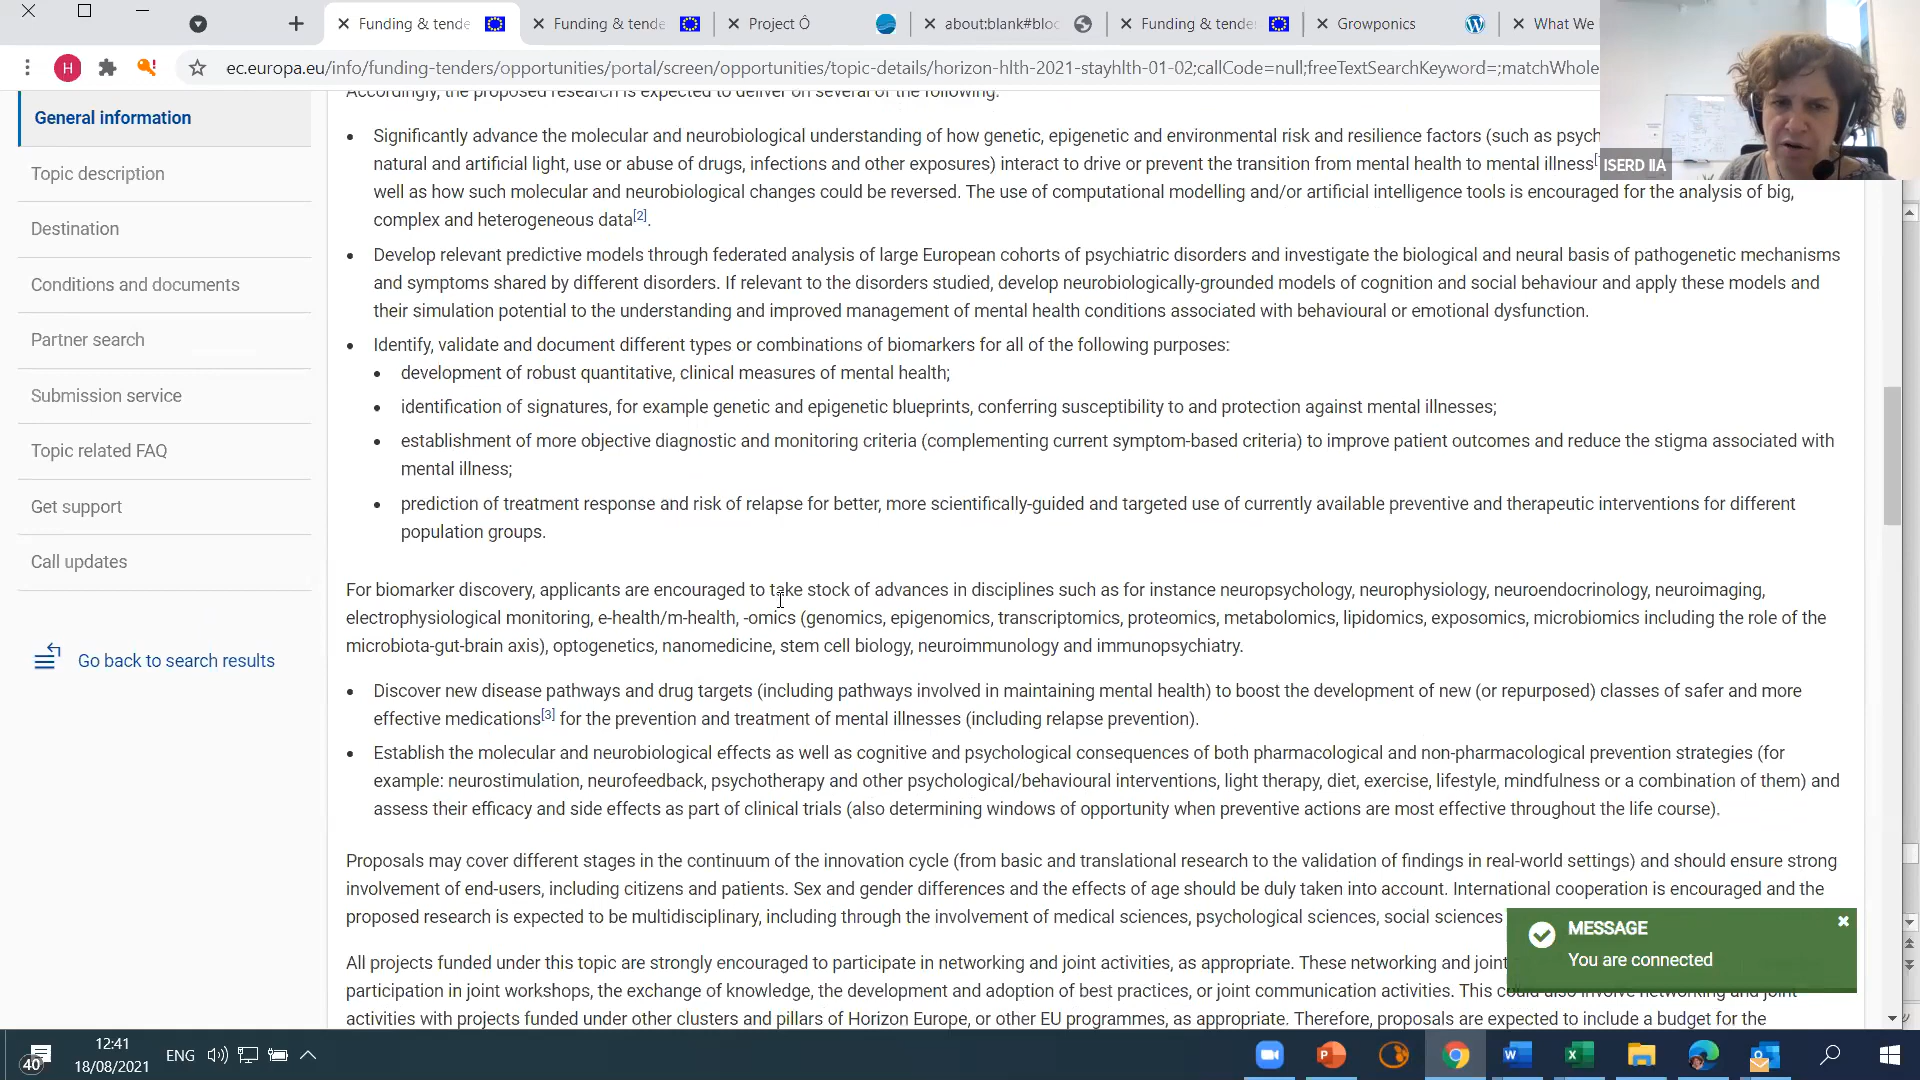 Funding & tende
Funding & tende
Project Ô
about:blank#bloc
Funding & tende
Growponics
What We
H
ec.europa.eu/info/funding-tenders/opportunities/portal/screen/opportunities/topic-details/horizon-hlth-2021-stayhlth-01-02;callCode=null;freeTextSearchKeyword=;matchWhole
ISERD IIA
General information
Topic description
Destination
Conditions and documents
Partner search
Submission service
Topic related FAQ
Get support
Call updates
Go back to search results
Accordingly, the proposed research is expected to deliver on several of the following:
• Significantly advance the molecular and neurobiological understanding of how genetic, epigenetic and environmental risk and resilience factors (such as psych
natural and artificial light, use or abuse of drugs, infections and other exposures) interact to drive or prevent the transition from mental health to mental illness
well as how such molecular and neurobiological changes could be reversed. The use of computational modelling and/or artificial intelligence tools is encouraged for the analysis of big,
complex and heterogeneous data[2].
• Develop relevant predictive models through federated analysis of large European cohorts of psychiatric disorders and investigate the biological and neural basis of pathogenetic mechanisms
and symptoms shared by different disorders. If relevant to the disorders studied, develop neurobiologically-grounded models of cognition and social behaviour and apply these models and
their simulation potential to the understanding and improved management of mental health conditions associated with behavioural or emotional dysfunction.
• Identify, validate and document different types or combinations of biomarkers for all of the following purposes:
• development of robust quantitative, clinical measures of mental health;
• identification of signatures, for example genetic and epigenetic blueprints, conferring susceptibility to and protection against mental illnesses;
• establishment of more objective diagnostic and monitoring criteria (complementing current symptom-based criteria) to improve patient outcomes and reduce the stigma associated with
mental illness;
• prediction of treatment response and risk of relapse for better, more scientifically-guided and targeted use of currently available preventive and therapeutic interventions for different
population groups.
For biomarker discovery, applicants are encouraged to take stock of advances in disciplines such as for instance neuropsychology, neurophysiology, neuroendocrinology, neuroimaging,
electrophysiological monitoring, e-health/m-health, -omics (genomics, epigenomics, transcriptomics, proteomics, metabolomics, lipidomics, exposomics, microbiomics including the role of the
microbiota-gut-brain axis), optogenetics, nanomedicine, stem cell biology, neuroimmunology and immunopsychiatry.
• Discover new disease pathways and drug targets (including pathways involved in maintaining mental health) to boost the development of new (or repurposed) classes of safer and more
effective medications[3] for the prevention and treatment of mental illnesses (including relapse prevention).
• Establish the molecular and neurobiological effects as well as cognitive and psychological consequences of both pharmacological and non-pharmacological prevention strategies (for
example: neurostimulation, neurofeedback, psychotherapy and other psychological/behavioural interventions, light therapy, diet, exercise, lifestyle, mindfulness or a combination of them) and
assess their efficacy and side effects as part of clinical trials (also determining windows of opportunity when preventive actions are most effective throughout the life course).
Proposals may cover different stages in the continuum of the innovation cycle (from basic and translational research to the validation of findings in real-world settings) and should ensure strong
involvement of end-users, including citizens and patients. Sex and gender differences and the effects of age should be duly taken into account. International cooperation is encouraged and the
proposed research is expected to be multidisciplinary, including through the involvement of medical sciences, psychological sciences, social sciences
All projects funded under this topic are strongly encouraged to participate in networking and joint activities, as appropriate. These networking and joint
participation in joint workshops, the exchange of knowledge, the development and adoption of best practices, or joint communication activities. This could also involve networking and joint
activities with projects funded under other clusters and pillars of Horizon Europe, or other EU programmes, as appropriate. Therefore, proposals are expected to include a budget for the
MESSAGE
You are connected
40
12:41
18/08/2021
ENG